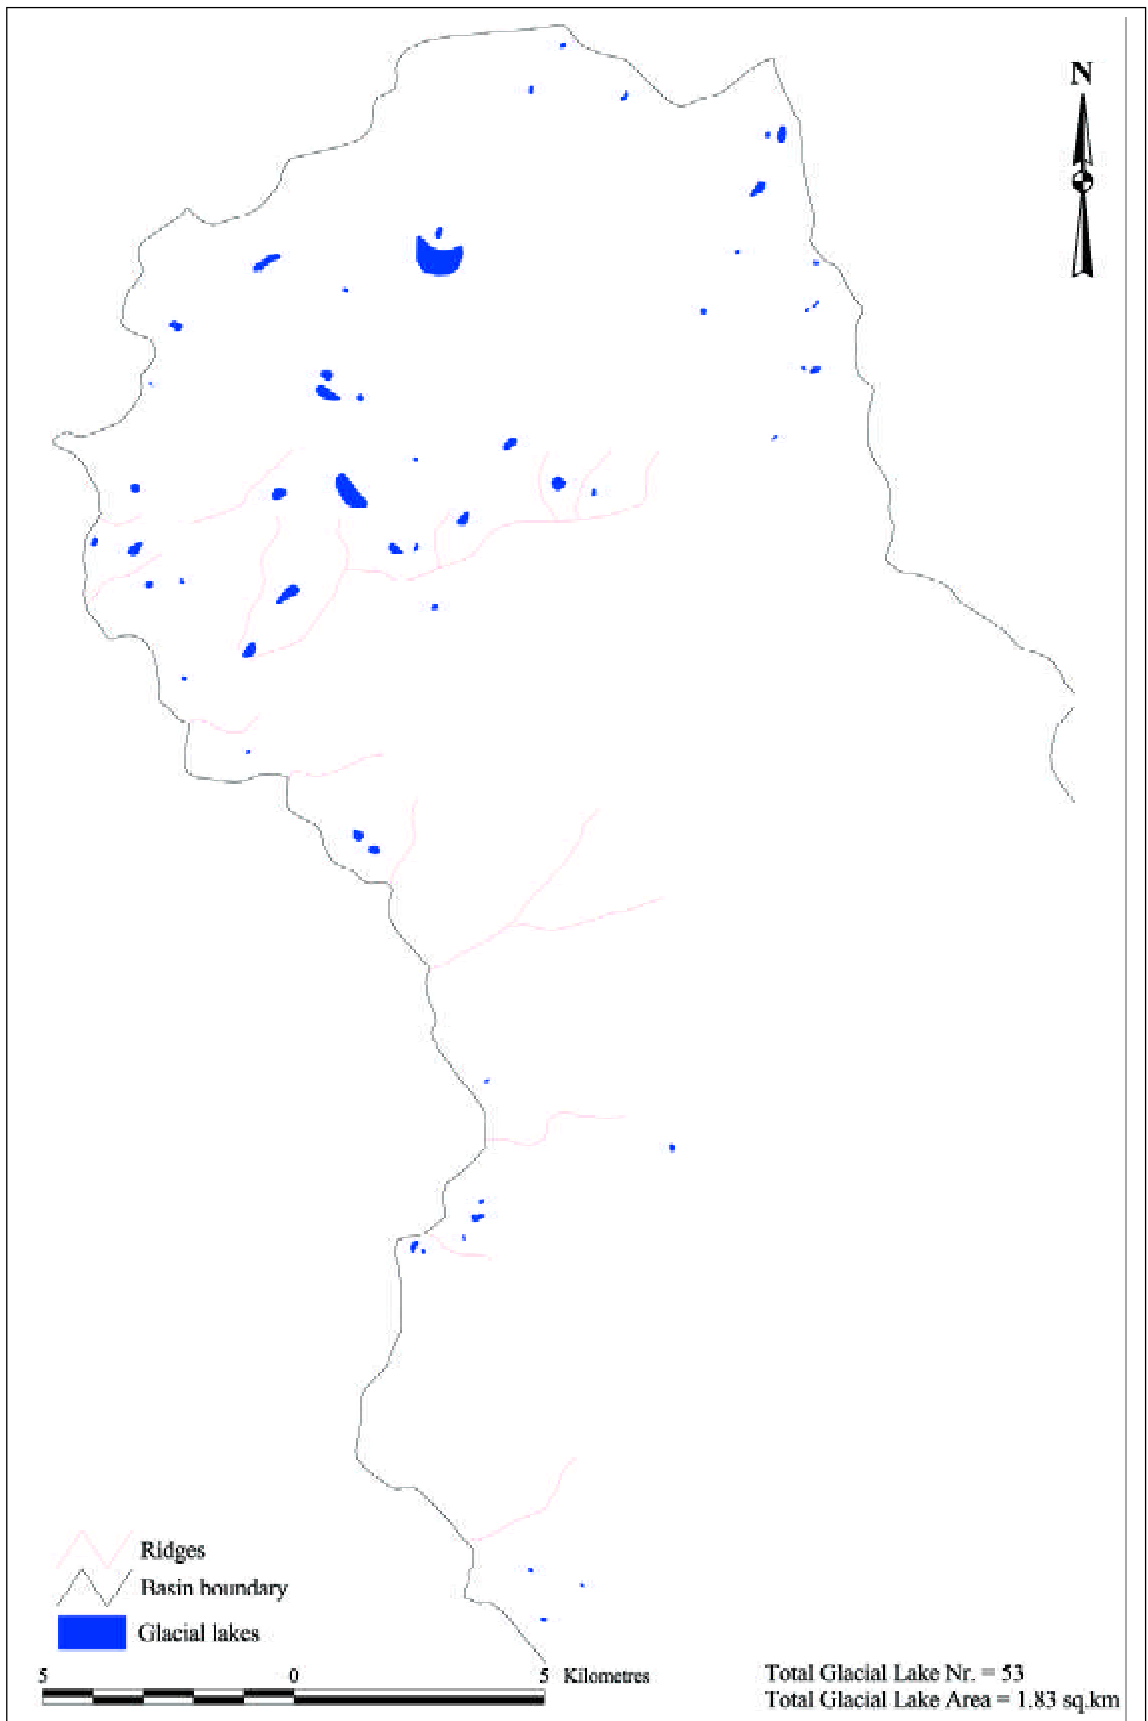 N
Ridges
Basin boundary
Glacial lakes
5 0 5 Kilometres
Total Glacial Lake Nr. = 53
Total Glacial Lake Area = 1.83 sq.km